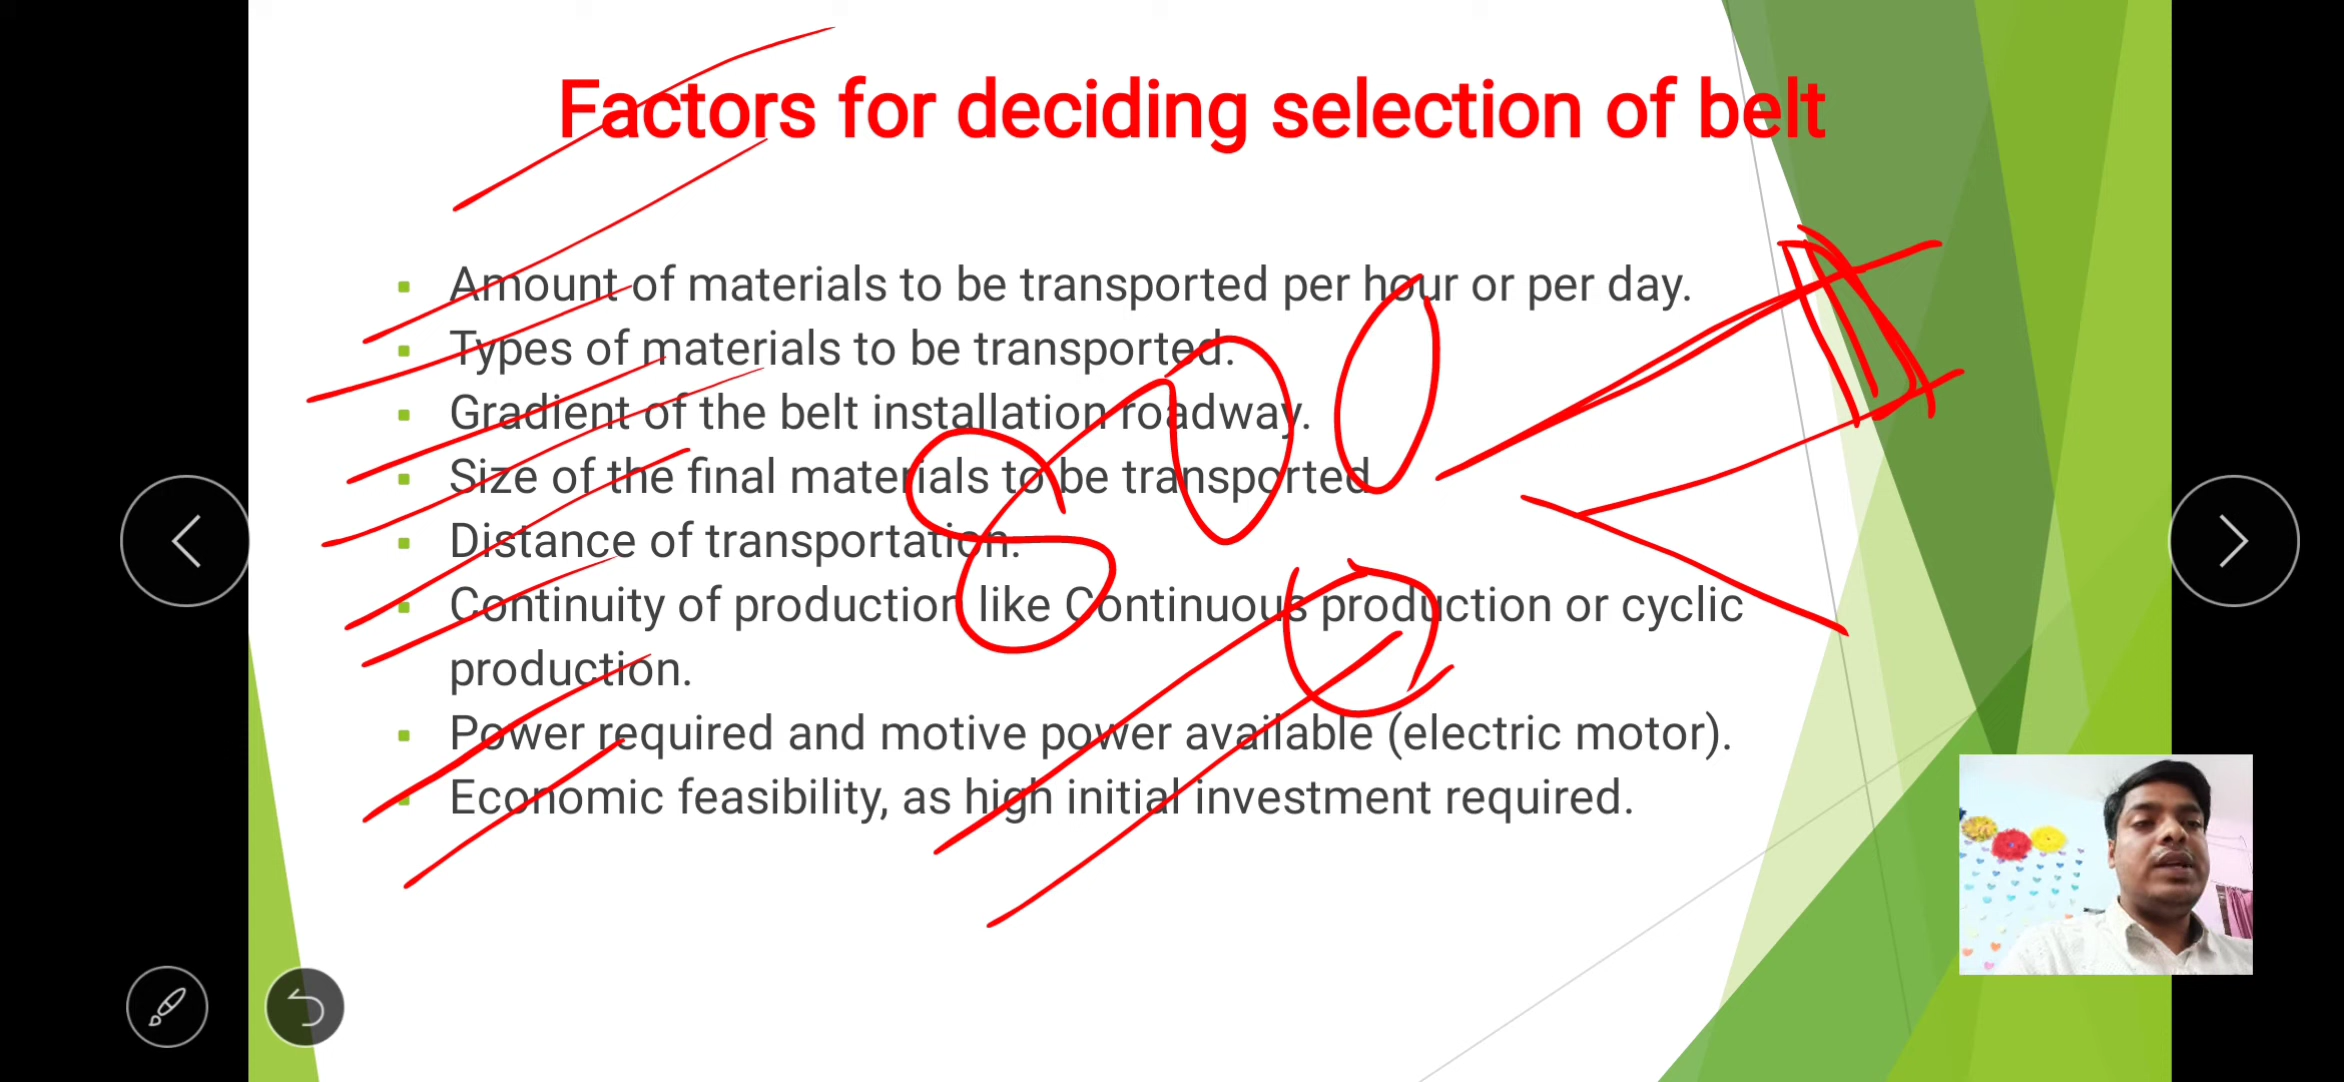 Factors for deciding selection of belt
Amount of materials to be transported per hour or per day.
Types of materials to be transported.
Gradient of the belt installation roadway.
Size of the final materials to be transported.
Distance of transportation.
Continuity of production like Continuous production or cyclic
production.
Power required and motive power available (electric motor).
Economic feasibility, as high initial investment required.